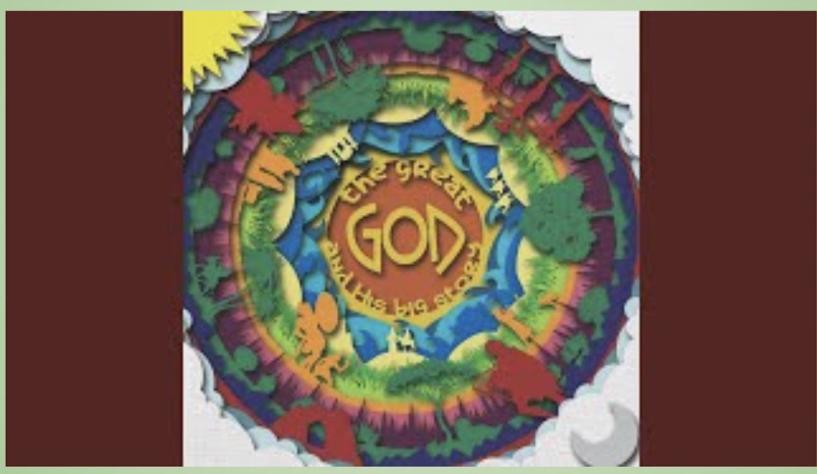 the great
GOD
and His big story